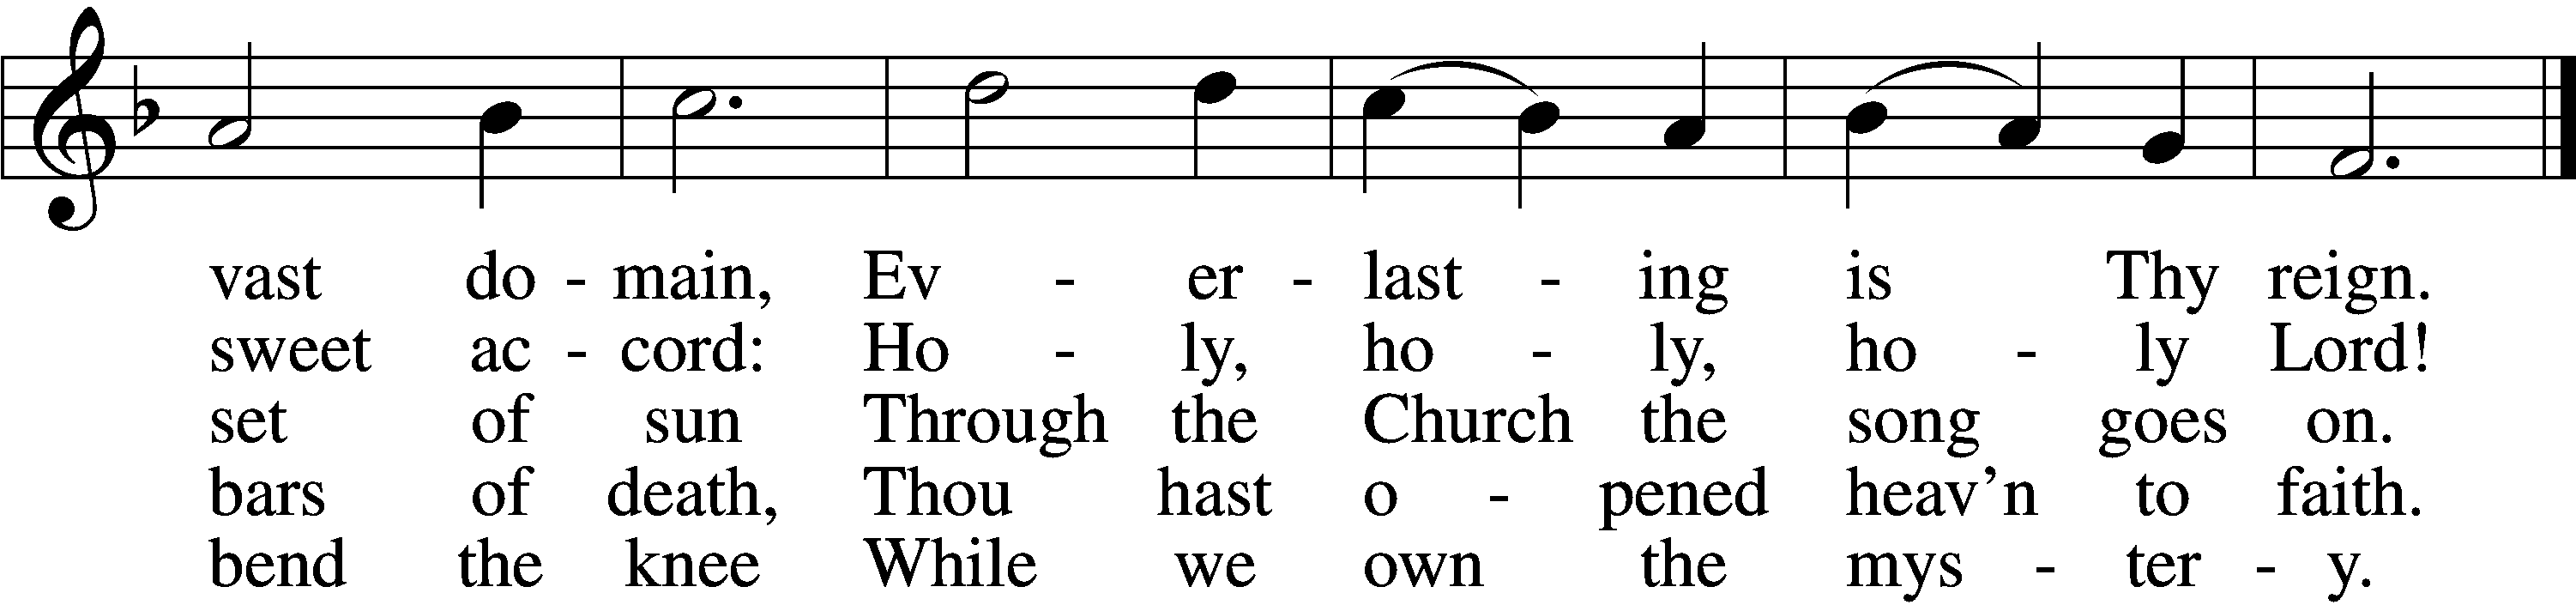 vast do - main, Ev - er - last - ing is Thy reign.
sweet ac - cord: Ho - ly, ho - ly, ho - ly Lord!
set of sun Through the Church the song goes on.
bars of death, Thou hast o - pened heav’n to faith.
bend the knee While we own the mys - ter - y.